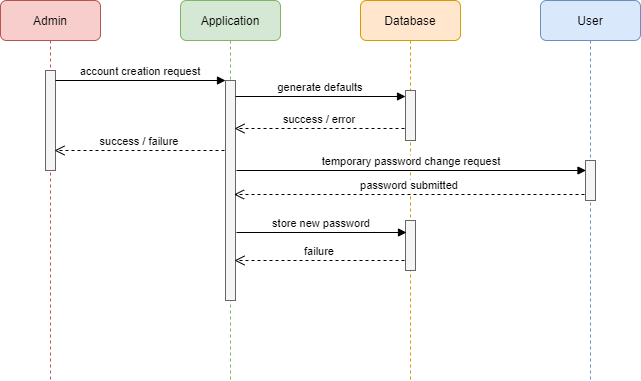 Admin
Application
Database
User
account creation request
generate defaults
success / error
success / failure
temporary password change request
password submitted
store new password
failure